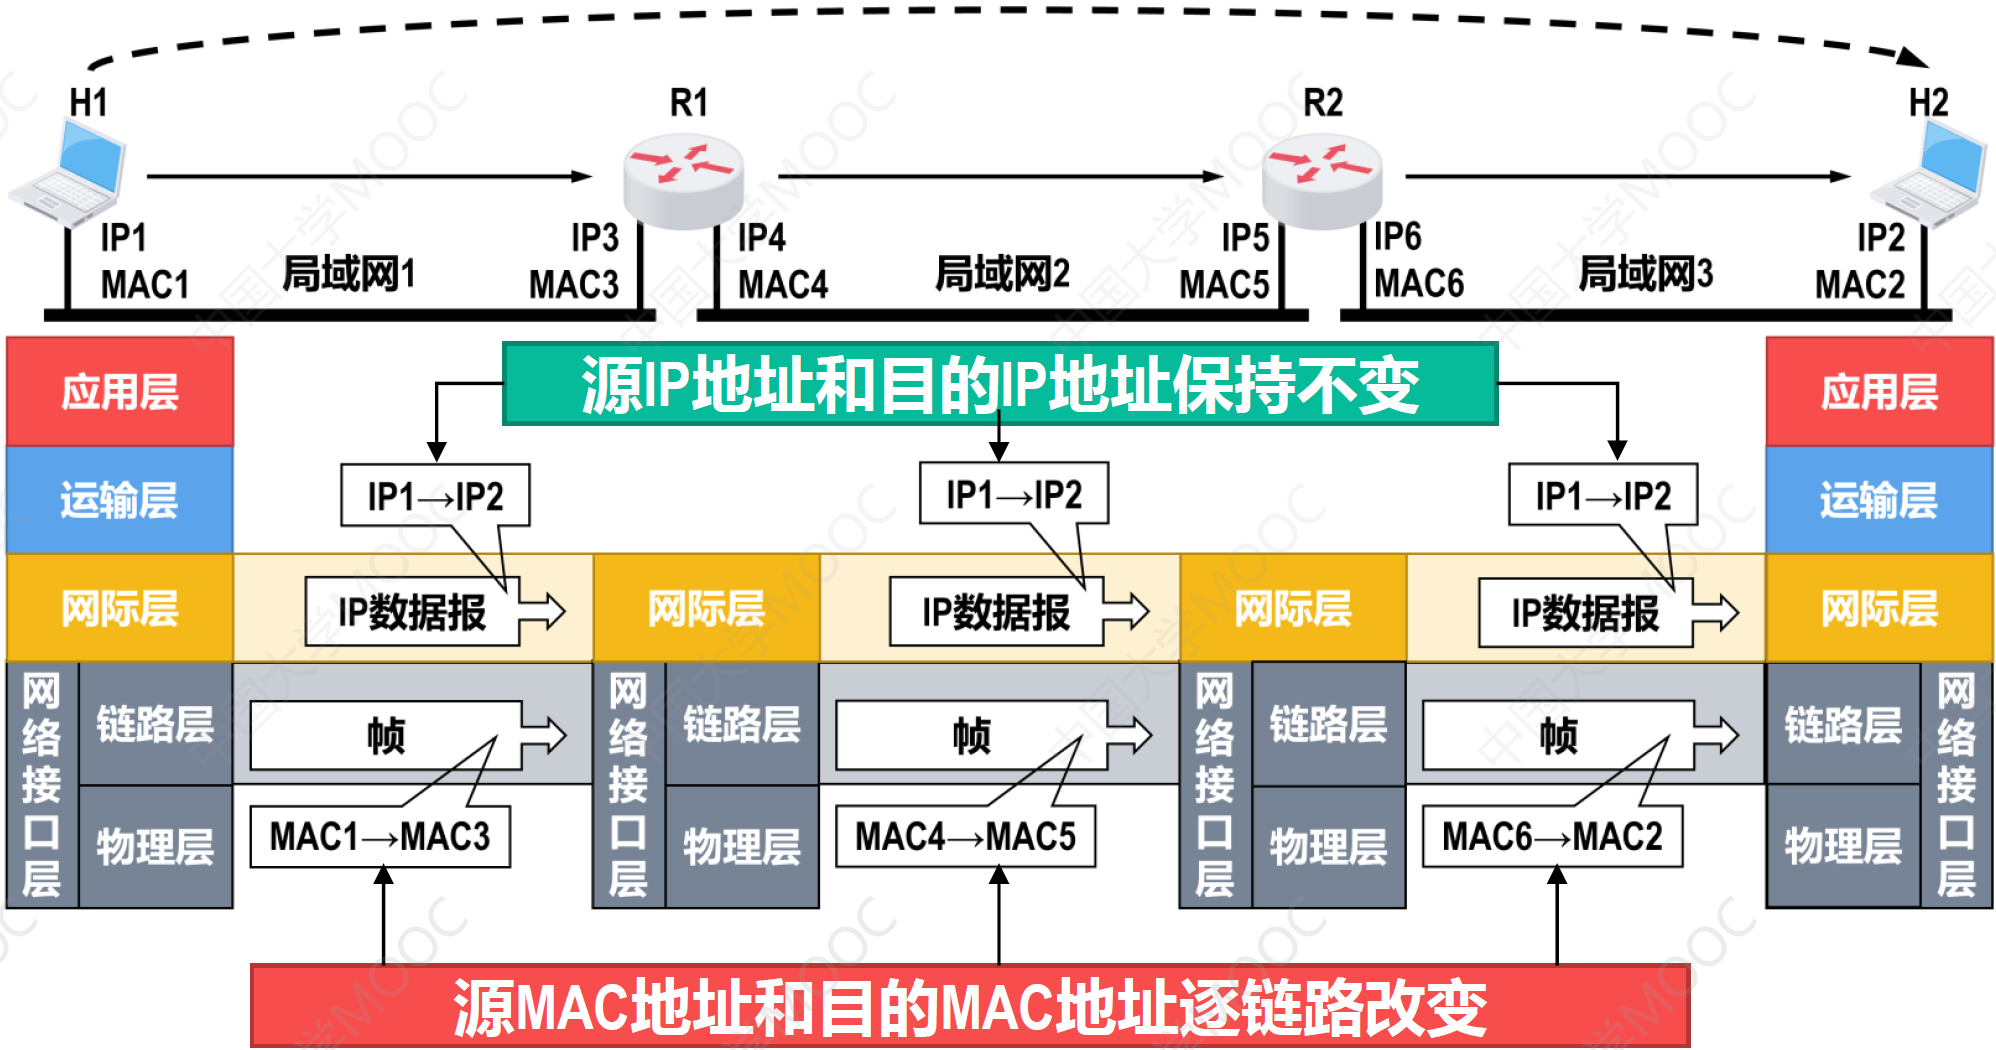 H1
R1
R2
H2
IP1
MAC1
局域网1
IP3
MAC3
IP4
MAC4
局域网2
IP5
MAC5
IP6
MAC6
局域网3
IP2
MAC2
源IP地址和目的IP地址保持不变
应用层
应用层
运输层
IP1→IP2
IP1→IP2
IP1→IP2
运输层
网际层
IP数据报
网际层
IP数据报
网际层
IP数据报
网际层
网络接口层
链路层
帧
网络接口层
链路层
帧
网络接口层
链路层
帧
链路层
网络接口层
物理层
MAC1→MAC3
物理层
MAC4→MAC5
物理层
MAC6→MAC2
物理层
源MAC地址和目的MAC地址逐链路改变
中国大学MOOC